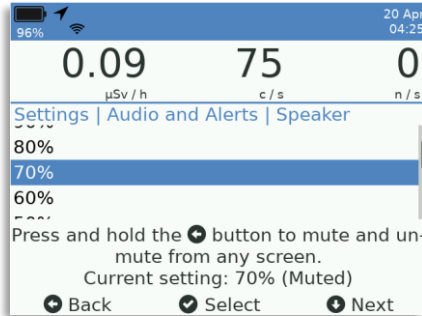 96%
20 Apr
04:25
0.09 75 0
μSv / h c / s n / s
Settings | Audio and Alerts | Speaker
80%
70%
60%
Press and hold the button to mute and un-
mute from any screen.
Current setting: 70% (Muted)
Back Select Next